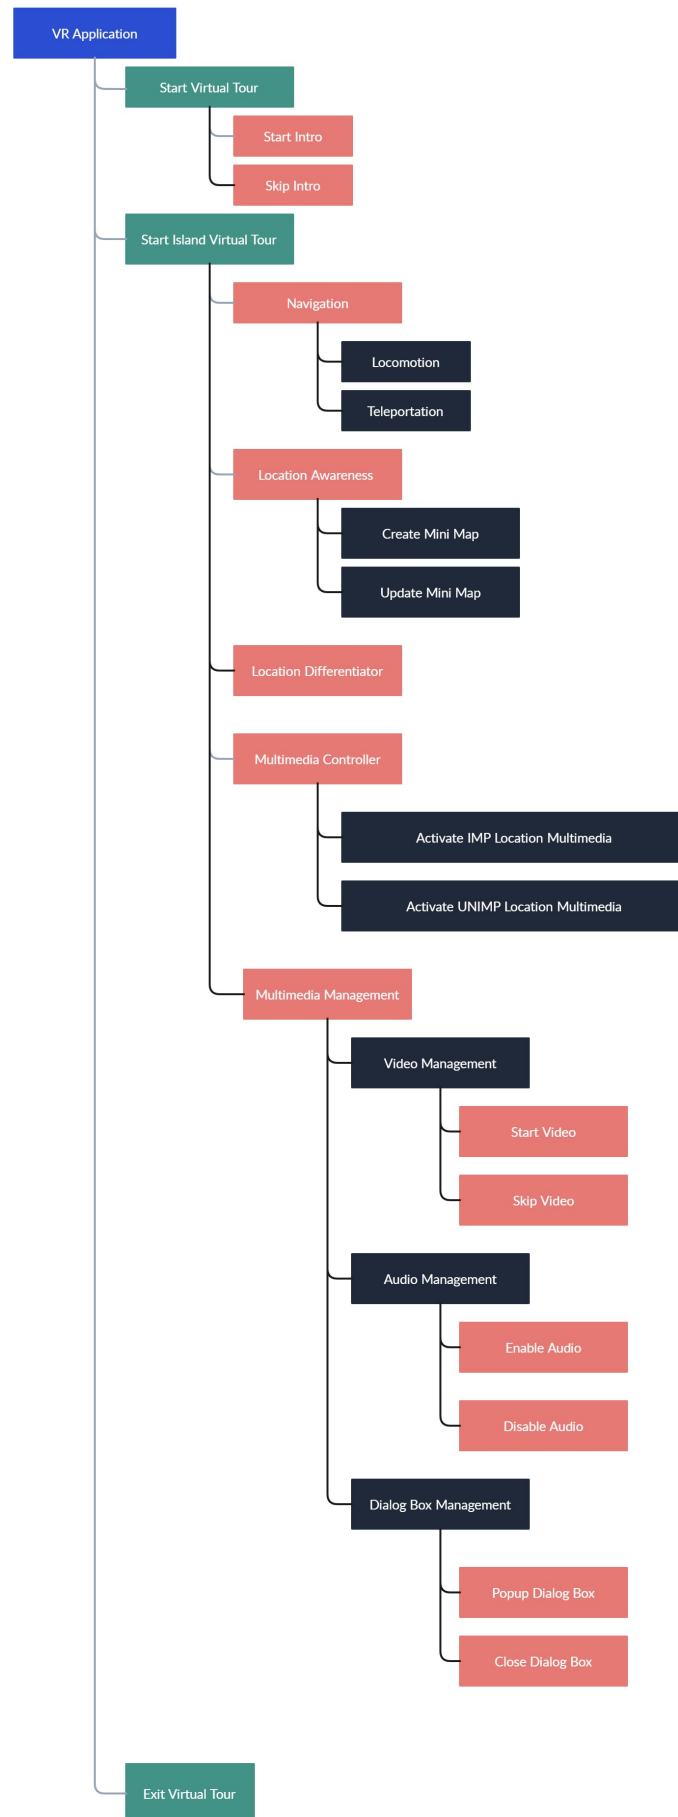 VR Application
Start Virtual Tour
Start Intro
Skip Intro
Start Island Virtual Tour
Navigation
Locomotion
Teleportation
Location Awareness
Create Mini Map
Update Mini Map
Location Differentiator
Multimedia Controller
Activate IMP Location Multimedia
Activate UNIMP Location Multimedia
Multimedia Management
Video Management
Start Video
Skip Video
Audio Management
Enable Audio
Disable Audio
Dialog Box Management
Popup Dialog Box
Close Dialog Box
Exit Virtual Tour